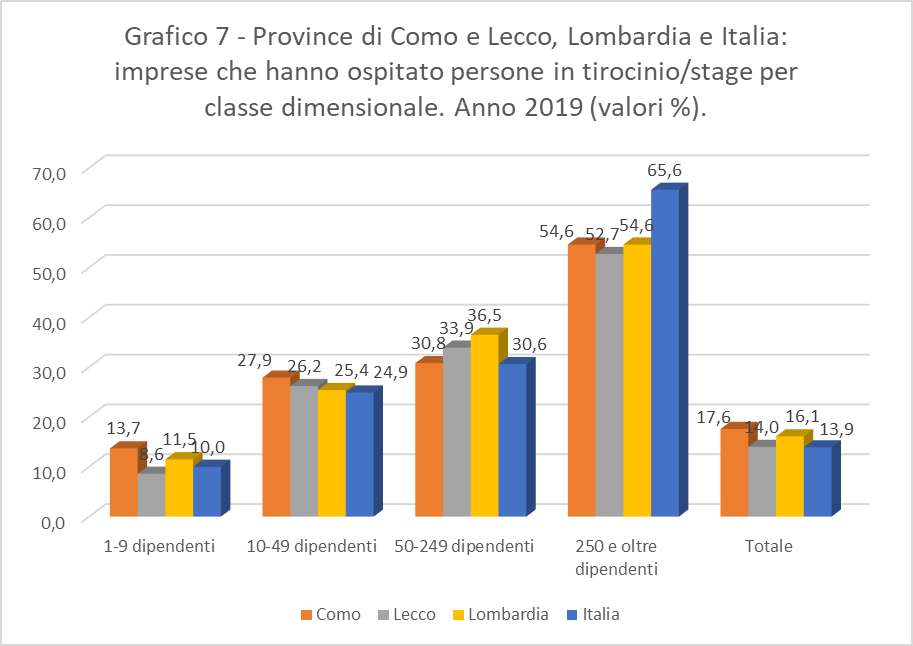 Grafico 7 - Province di Como e Lecco, Lombardia e Italia:
imprese che hanno ospitato persone in tirocinio/stage per
classe dimensionale. Anno 2019 (valori %).
70,0
60,0
50,0
40,0
30,0
20,0
10,0
0,0
13,7
8,6
11,5
10,0
27,9
26,2
25,4
24,9
30,8
33,9
36,5
30,6
54,6
52,7
54,6
65,6
17,6
14,0
16,1
13,9
1-9 dipendenti
10-49 dipendenti
50-249 dipendenti
250 e oltre
dipendenti
Totale
Como
Lecco
Lombardia
Italia